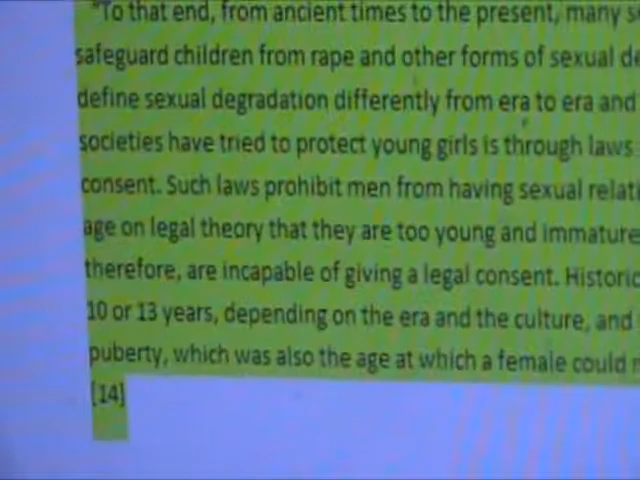 "To that end, from ancient times to the present, many
safeguard children from rape and other forms of sexual
define sexual degradation differently from era to era and
societies have tried to protect young girls is through laws
consent. Such laws prohibit men from having sexual
age on legal theory that they are too young and immature
therefore, are incapable of giving a legal consent.
10 or 13 years, depending on the era and the culture, and
puberty, which was also the age at which a female could
[14]